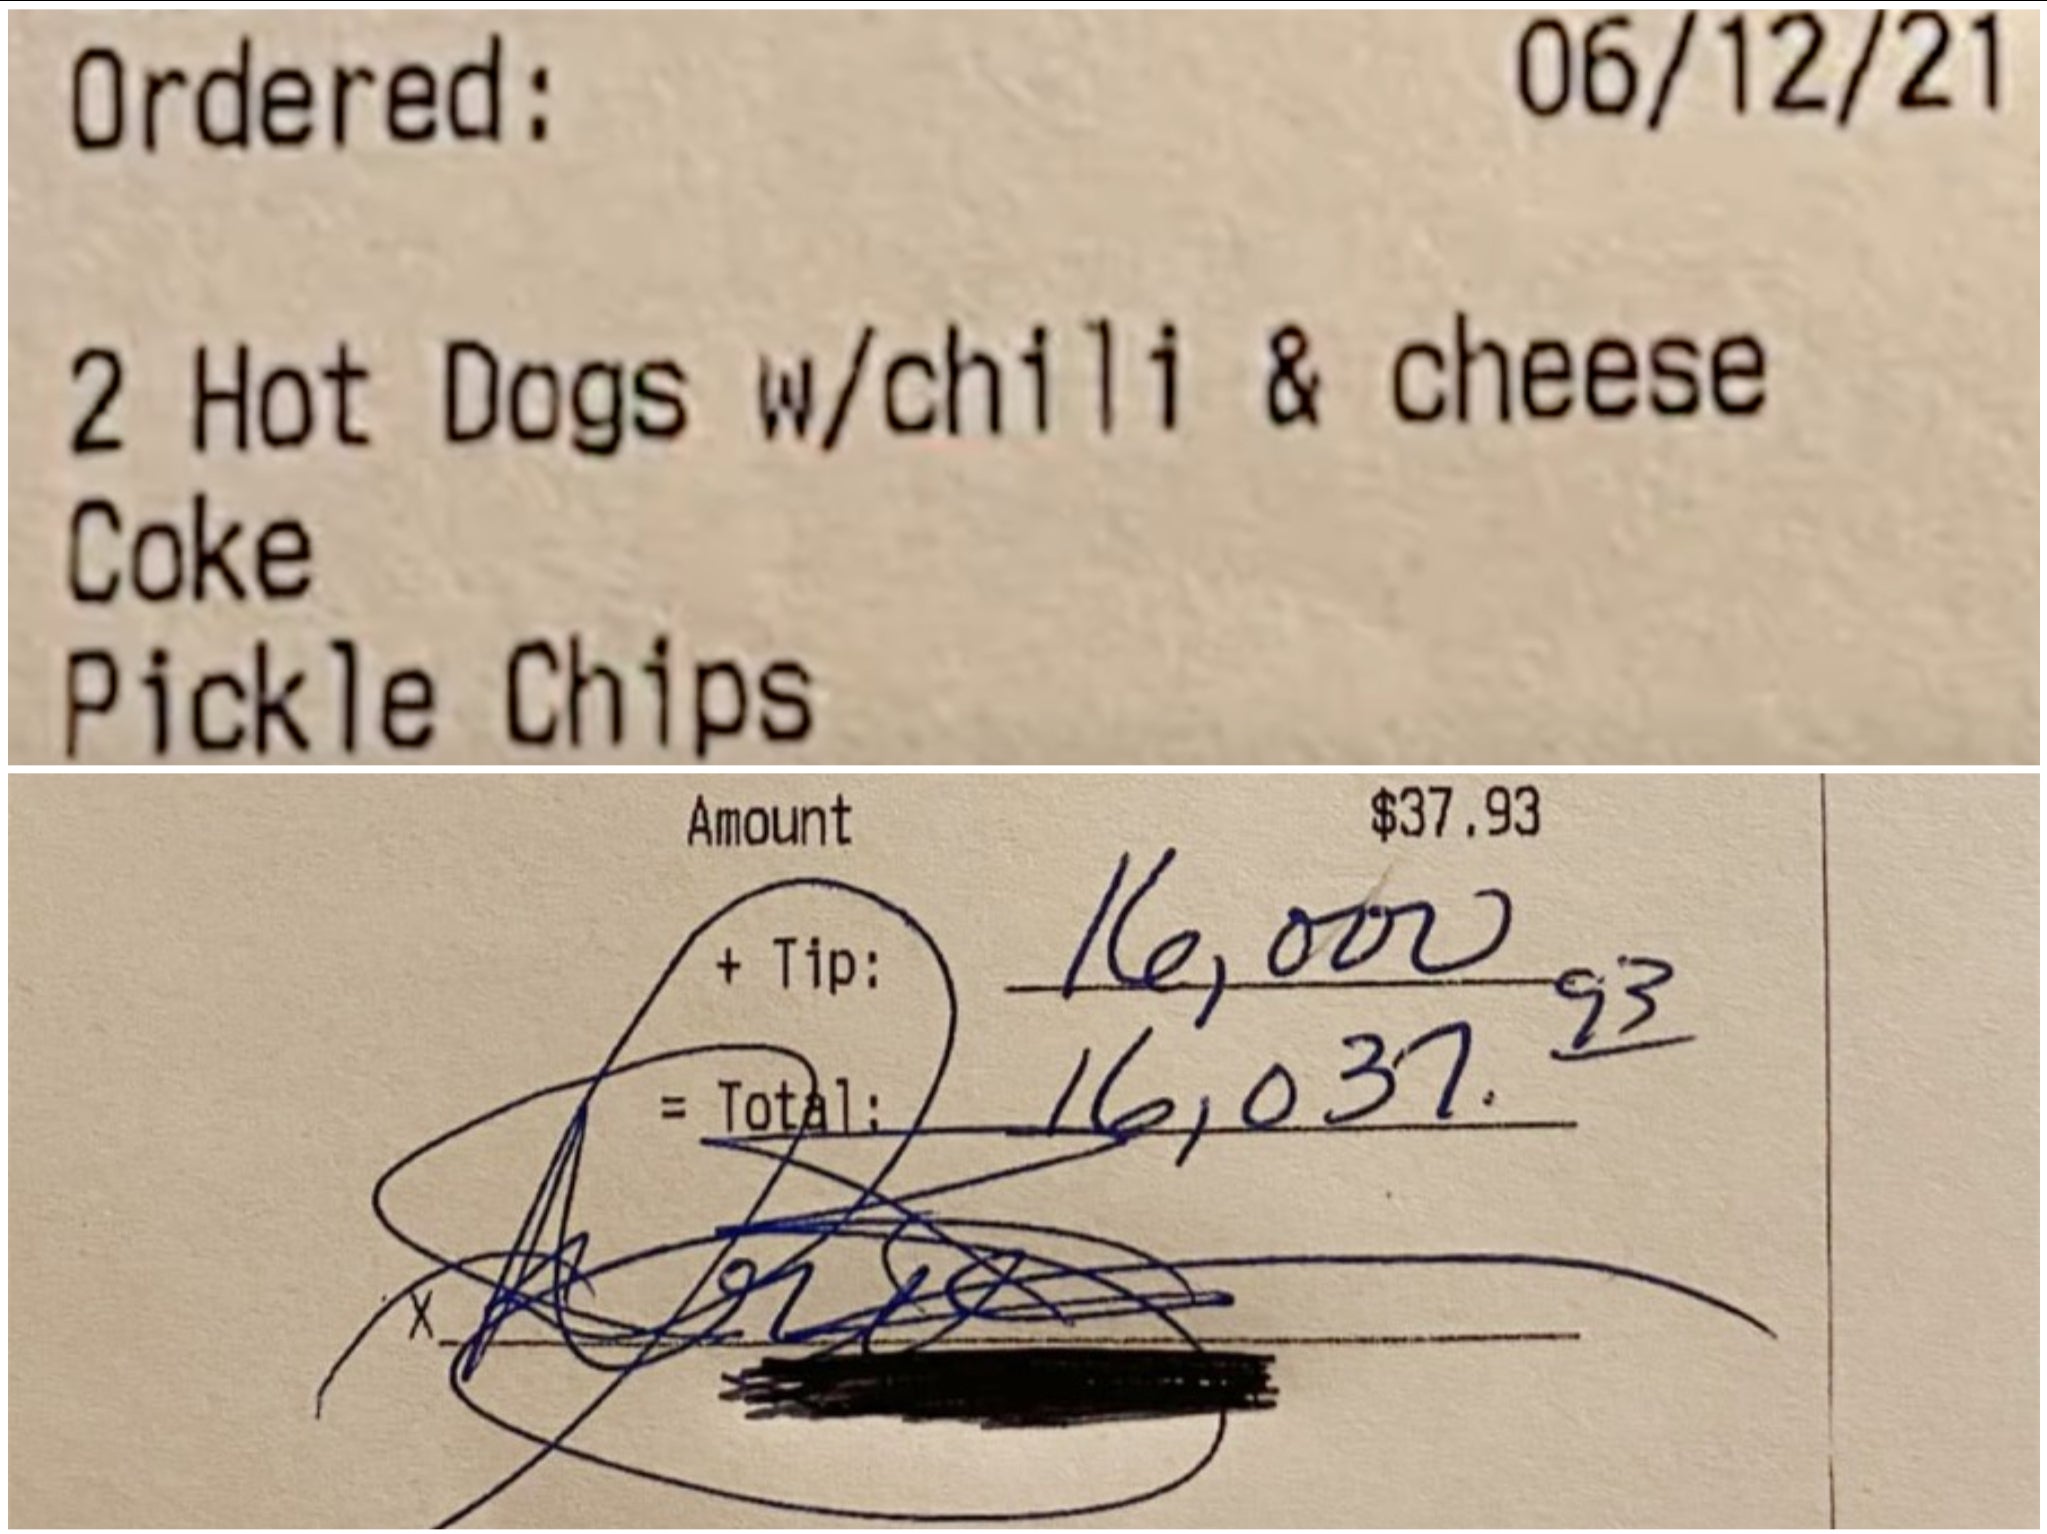 Ordered: 06/12/21
2 Hot Dogs w/chili & cheese
Coke
Pickle Chips
Amount $37.93
+ Tip: 16,000
= Total: 16,037.93
X